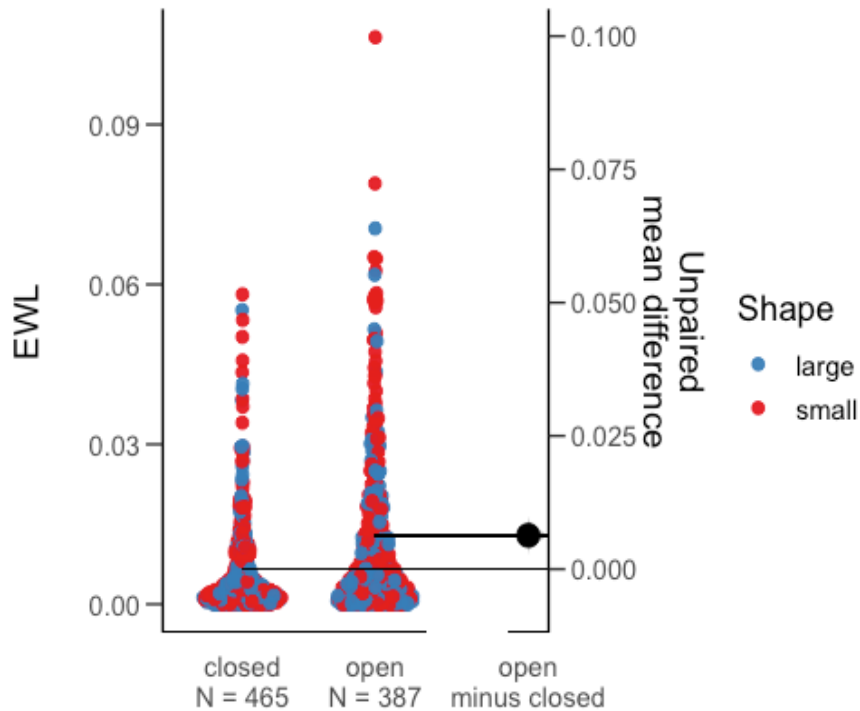 EWL
0.09
0.06
0.03
0.00
closed
N = 465
open
N = 387
open
minus closed
0.100
0.075
0.050
0.025
0.000
Unpaired
mean difference
Shape
large
small